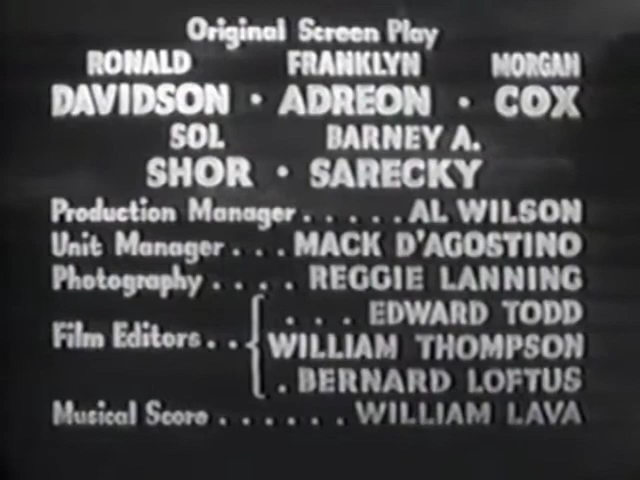 Original Screen Play
RONALD FRANKLYN MORGAN
DAVIDSON · ADREON · COX
SOL BARNEY A.
SHOR · SARECKY
Production Manager.....AL WILSON
Unit Manager...MACK D'AGOSTINO
Photography....REGGIE LANNING
...EDWARD TODD
Film Editors..{WILLIAM THOMPSON
.BERNARD LOFTUS
Musical Score......WILLIAM LAVA